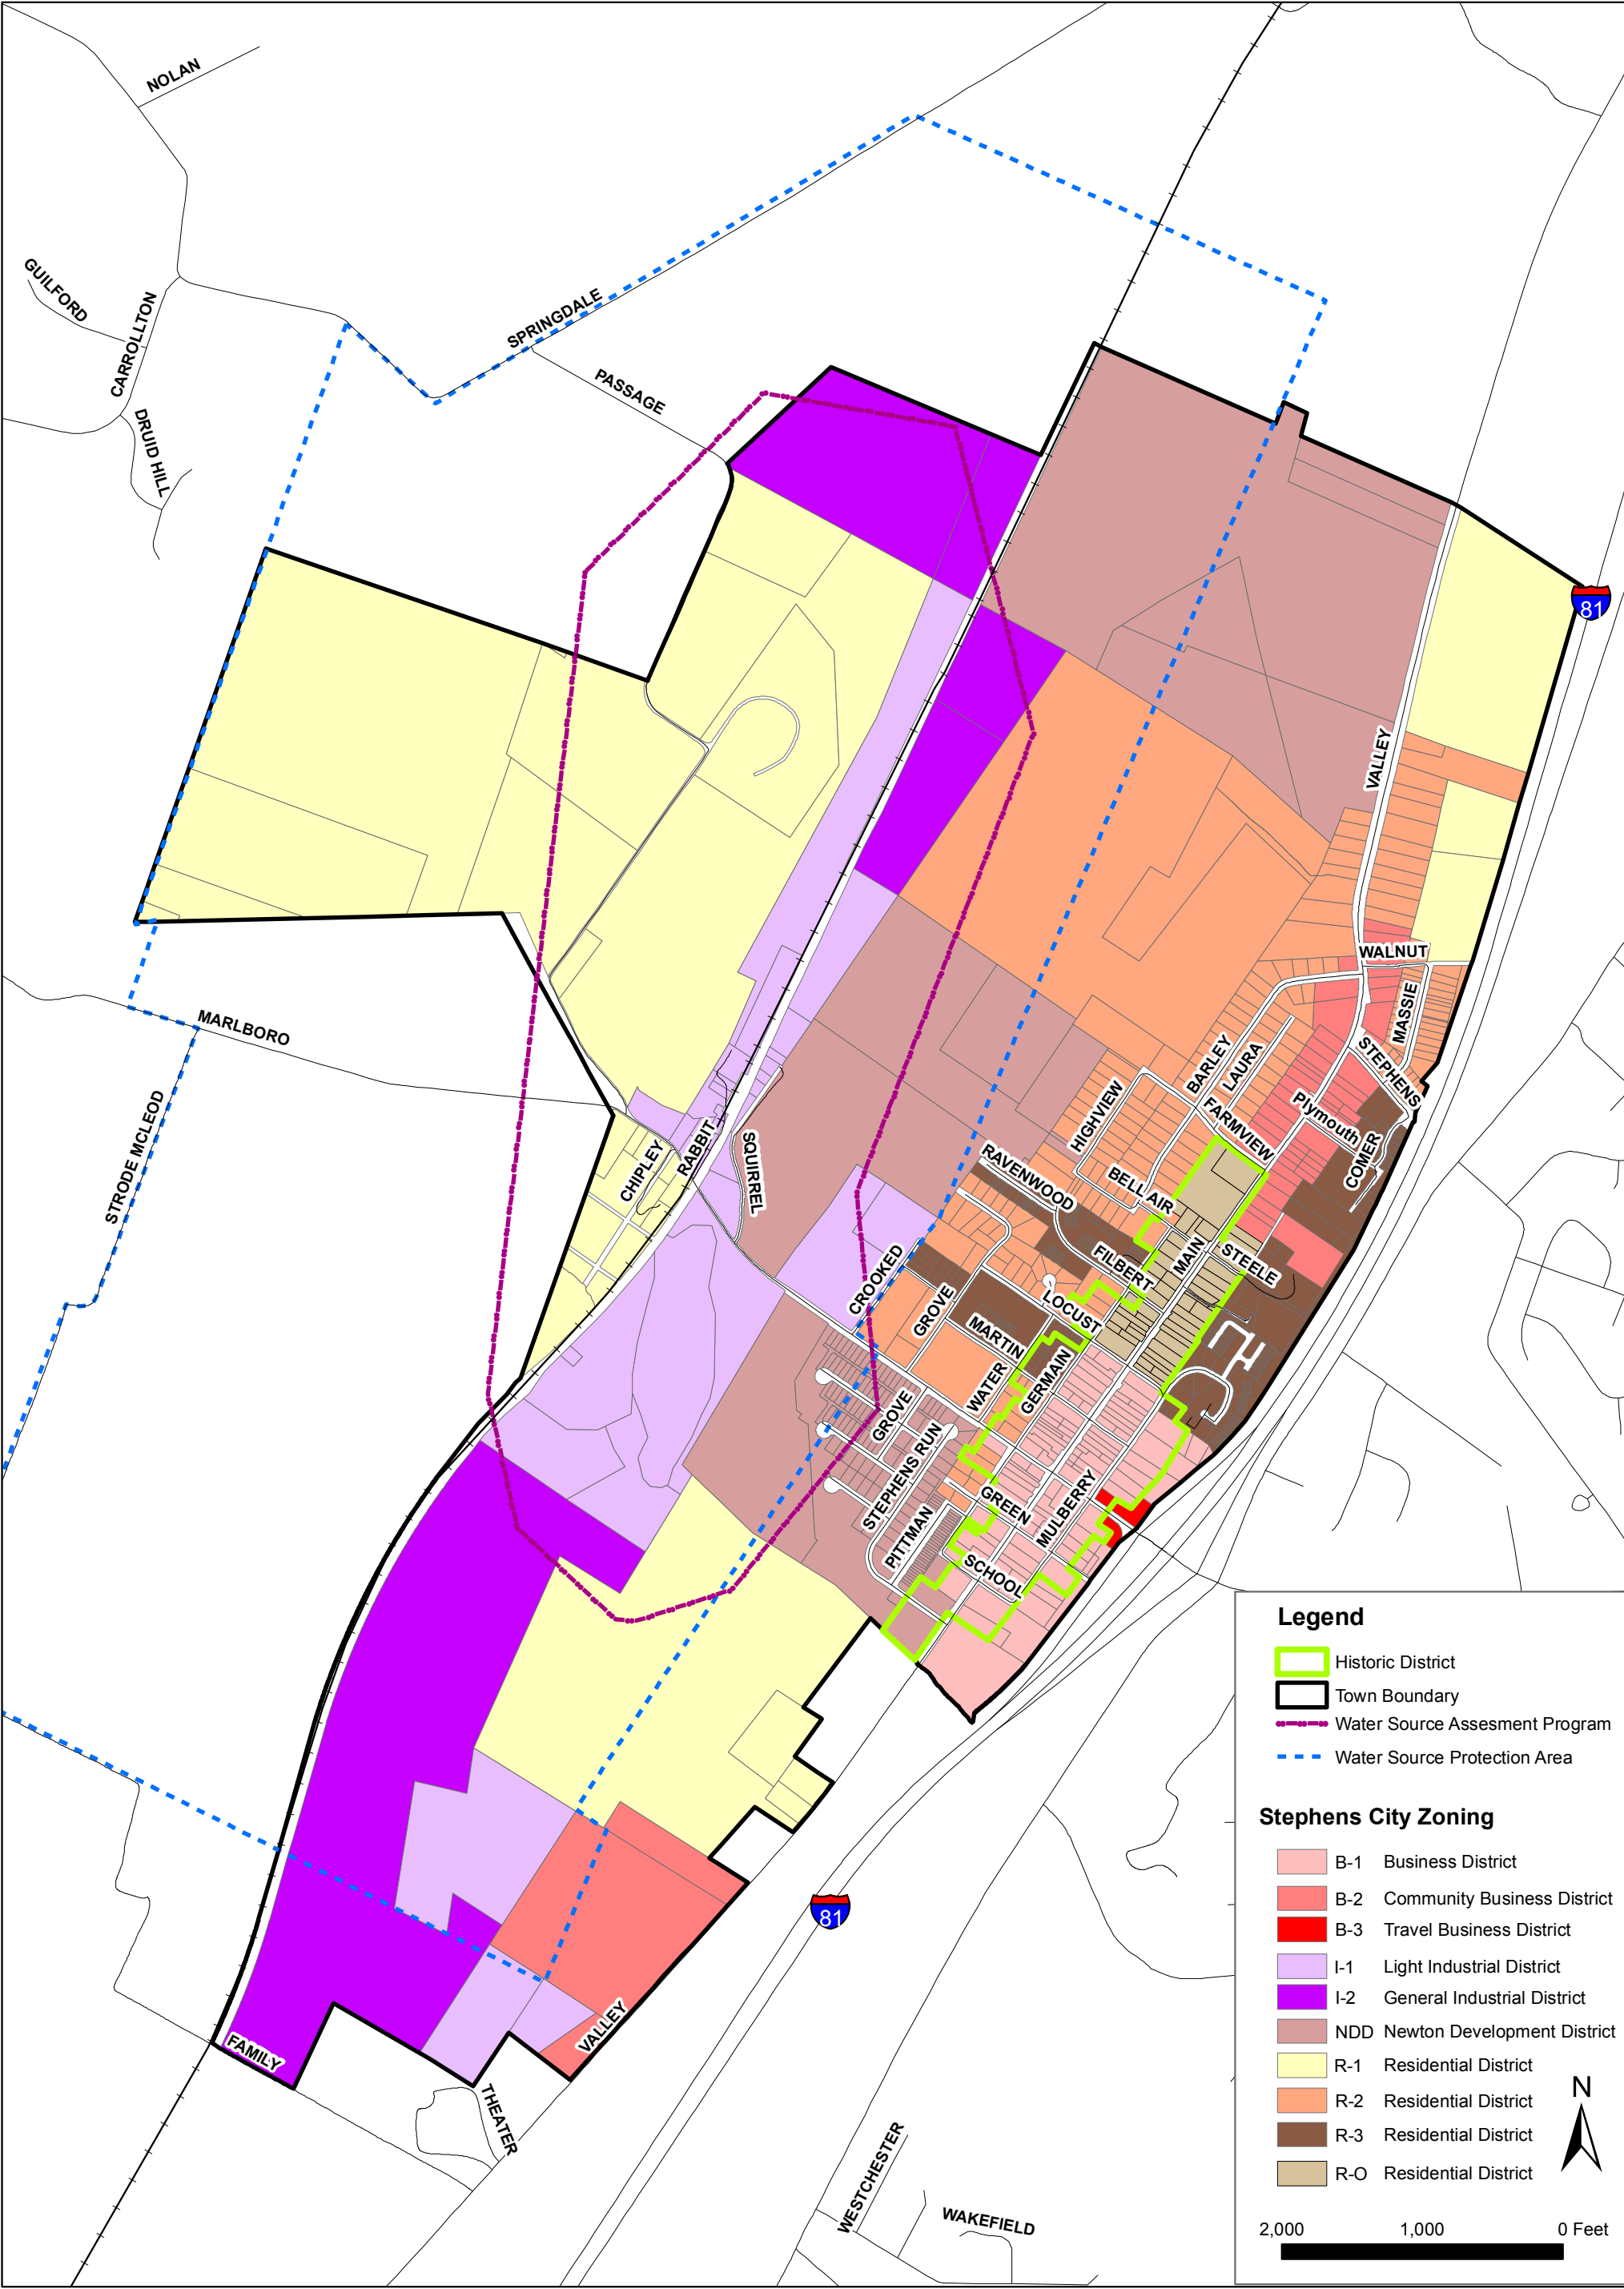 NOLAN
GUILFORD
CARROLLTON
SPRINGDALE
PASSAGE
DRUID HILL
81
VALLEY
WALNUT
MASSIE
MARLBORO
STEPHENS
BARLEY
LAURA
STRODE MCLEOD
HIGHVIEW
FARMVIEW
Plymouth
COMER
CHIPLEY
RABBIT
SQUIRREL
RAVENWOOD
BELL AIR
MAIN
STEELE
FILBERT
CROOKED
GROVE
LOCUST
MARTIN
WATER
GERMAIN
GROVE
STEPHENS RUN
GREEN
MULBERRY
PITTMAN
SCHOOL
81
VALLEY
FAMILY
THEATER
WESTCHESTER
WAKEFIELD
Legend
Historic District
Town Boundary
Water Source Assesment Program
Water Source Protection Area
Stephens City Zoning
B-1 Business District
B-2 Community Business District
B-3 Travel Business District
I-1 Light Industrial District
I-2 General Industrial District
NDD Newton Development District
R-1 Residential District
R-2 Residential District
R-3 Residential District
R-O Residential District
N
2,000 1,000 0 Feet